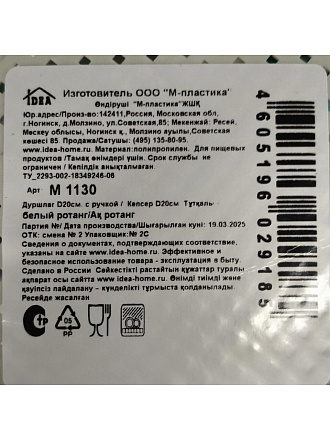 IDEA
Изготовитель ООО "М-пластика"
Өндіруші "М-пластика"ЖШҚ
Юр.адрес/Произ-во:142411,Россия, Московская обл,
г.Ногинск, д.Молзино, ул.Советская,85; Мекенжай: Ресей,
Мәскеу облысы, Ногинск қ., Молзино ауылы,Советская
көшесі 85. Продажа/Сатушы: (495) 135-80-95.
www.idea-home.ru. Материал:полипропилен. Для пищевых
продуктов/Тамақ өнімдері үшін. Срок службы не
ограничен / Кепілдік анықталмаған.
ТУ_2293-002-18349246-06
Арт М 1130
Дуршлаг D20см. с ручкой / Кепсер D20см Тұтқалы
белый ротанг/Ақ ротанг
Партия №/ Дата производства/Шығарылған күні: 19.03.2025
ОТК: смена № 2 Упаковщик:№ 2С
Сведения о документах, подтверждающих соответствие
указаны на сайте www.idea-home.ru. Эффективное и
безопасное использование товара - эксплуатация в быту.
Сделано в России Сәйкестікті растайтын құжаттар туралы
ақпарат осы сайтта www.idea-home.ru. Өнімді тиімді және
қауіпсіз пайдалану – күнделікті тұрмыста қолданылады.
Ресейде жасалған
4605196029185
СТР
05
PP